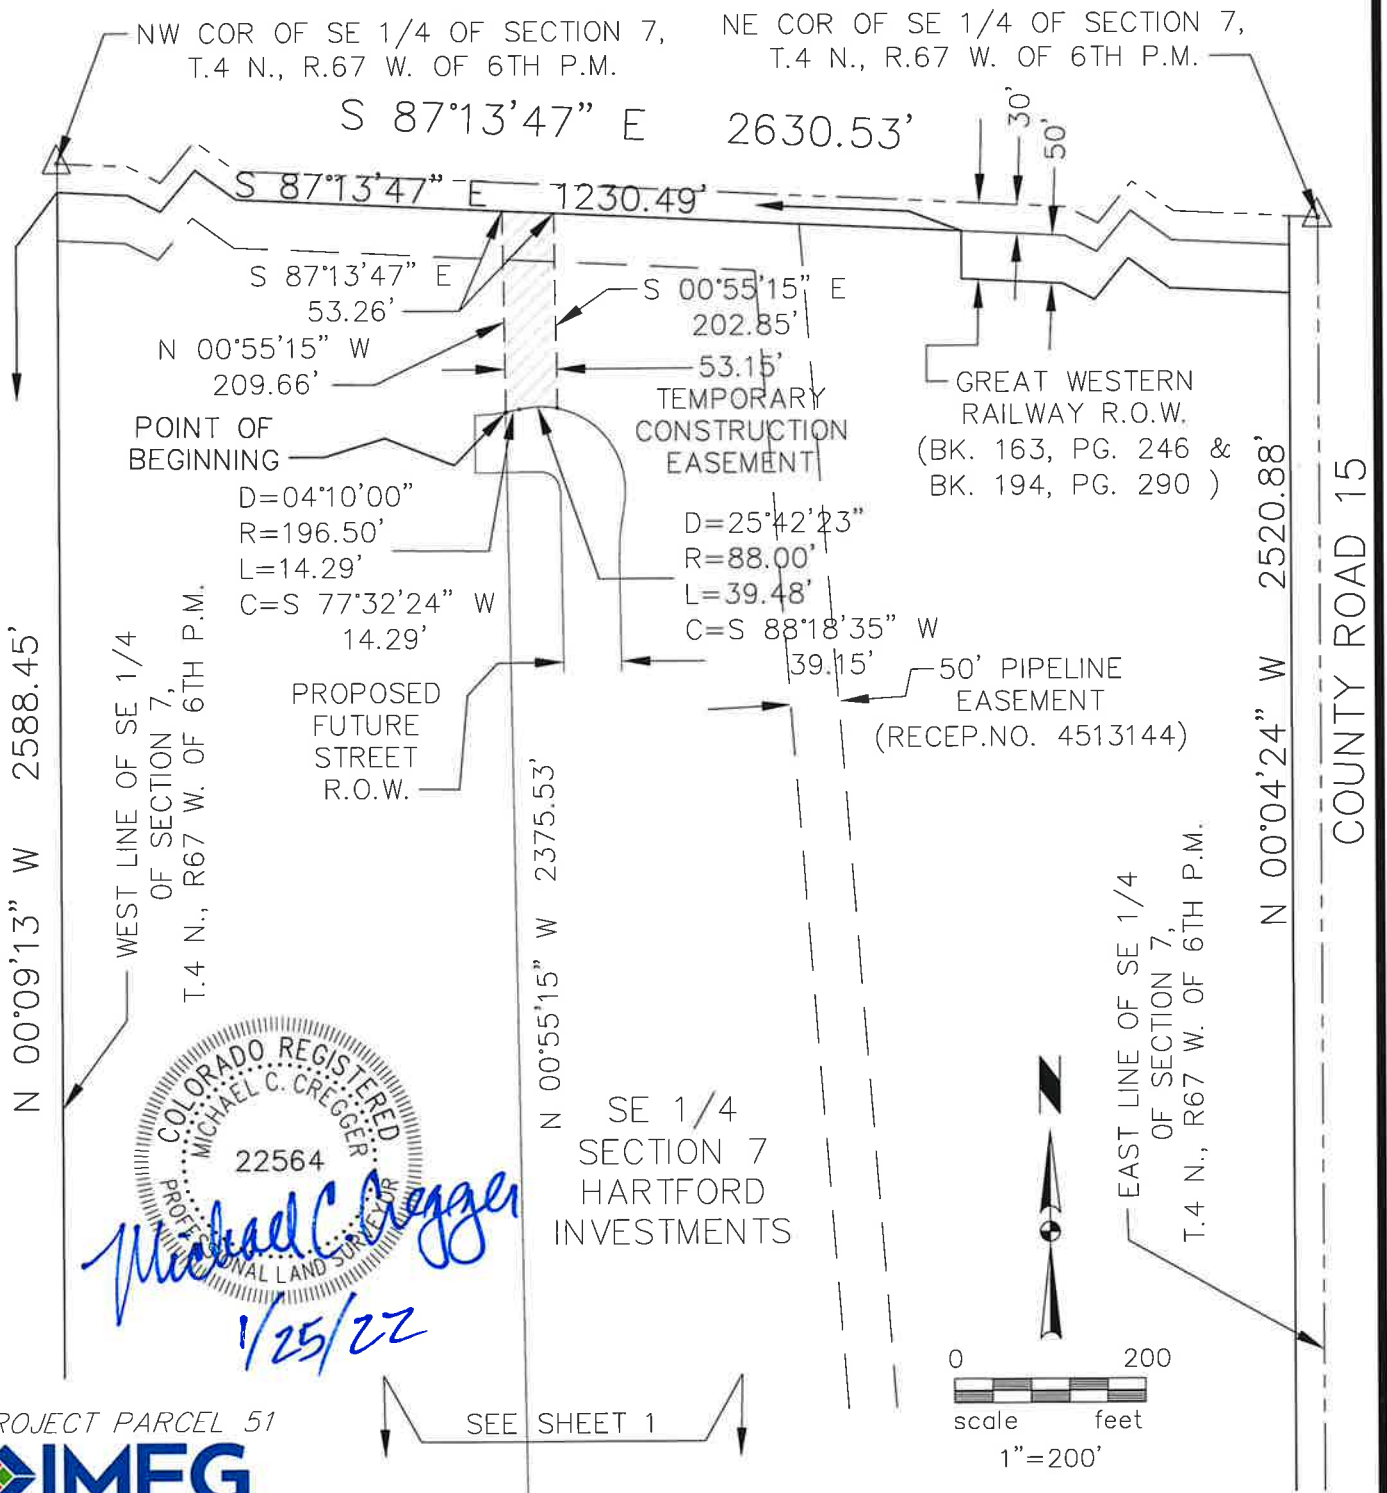 NW COR OF SE 1/4 OF SECTION 7,
T.4 N., R.67 W. OF 6TH P.M.
NE COR OF SE 1/4 OF SECTION 7,
T.4 N., R.67 W. OF 6TH P.M.
S 87°13'47" E 2630.53'
30'
50'
S 87°13'47" E 1230.49'
S 87°13'47" E
53.26'
S 00°55'15" E
202.85'
N 00°55'15" W
209.66'
53.15'
TEMPORARY
CONSTRUCTION
EASEMENT
GREAT WESTERN
RAILWAY R.O.W.
(BK. 163, PG. 246 &
BK. 194, PG. 290 )
POINT OF
BEGINNING
D=04°10'00"
R=196.50'
L=14.29'
C=S 77°32'24" W
14.29'
D=25°42'23"
R=88.00'
L=39.48'
C=S 88°18'35" W
39.15'
PROPOSED
FUTURE
STREET
R.O.W.
50' PIPELINE
EASEMENT
(RECEP.NO. 4513144)
N 00°09'13" W 2588.45'
WEST LINE OF SE 1/4
OF SECTION 7,
T.4 N., R67 W. OF 6TH P.M.
N 00°55'15" W 2375.53'
EAST LINE OF SE 1/4
OF SECTION 7,
T.4 N., R67 W. OF 6TH P.M.
N 00°04'24" W 2520.88'
COUNTY ROAD 15
COLORADO REGISTERED
MICHAEL C. CREGGER
22564
PROFESSIONAL LAND SURVEYOR
Michael C. Cregger
1/25/22
SE 1/4
SECTION 7
HARTFORD
INVESTMENTS
N
0 200
scale feet
1"=200'
SEE SHEET 1
ROJECT PARCEL 51
IMEG